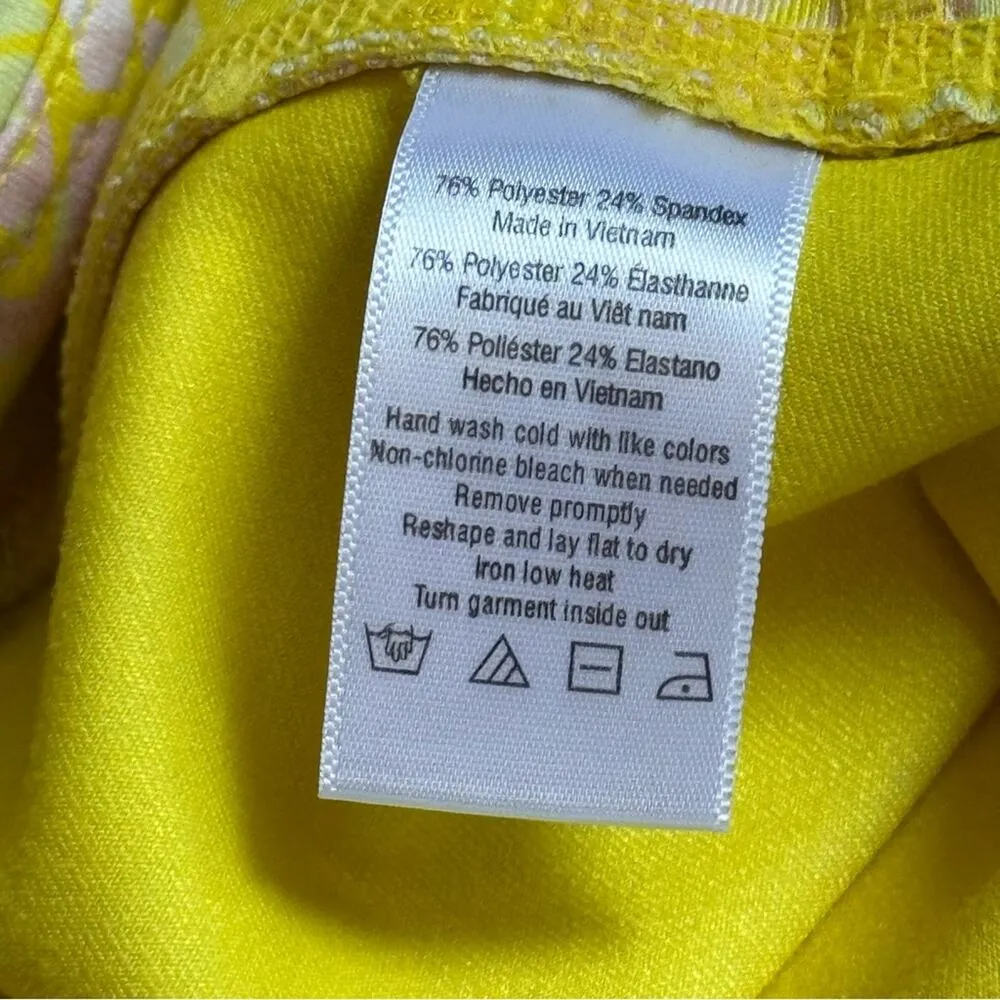 76% Polyester 24% Spandex
Made in Vietnam
76% Polyester 24% Élasthanne
Fabriqué au Viêt nam
76% Poliéster 24% Elastano
Hecho en Vietnam
Hand wash cold with like colors
Non-chlorine bleach when needed
Remove promptly
Reshape and lay flat to dry
Iron low heat
Turn garment inside out